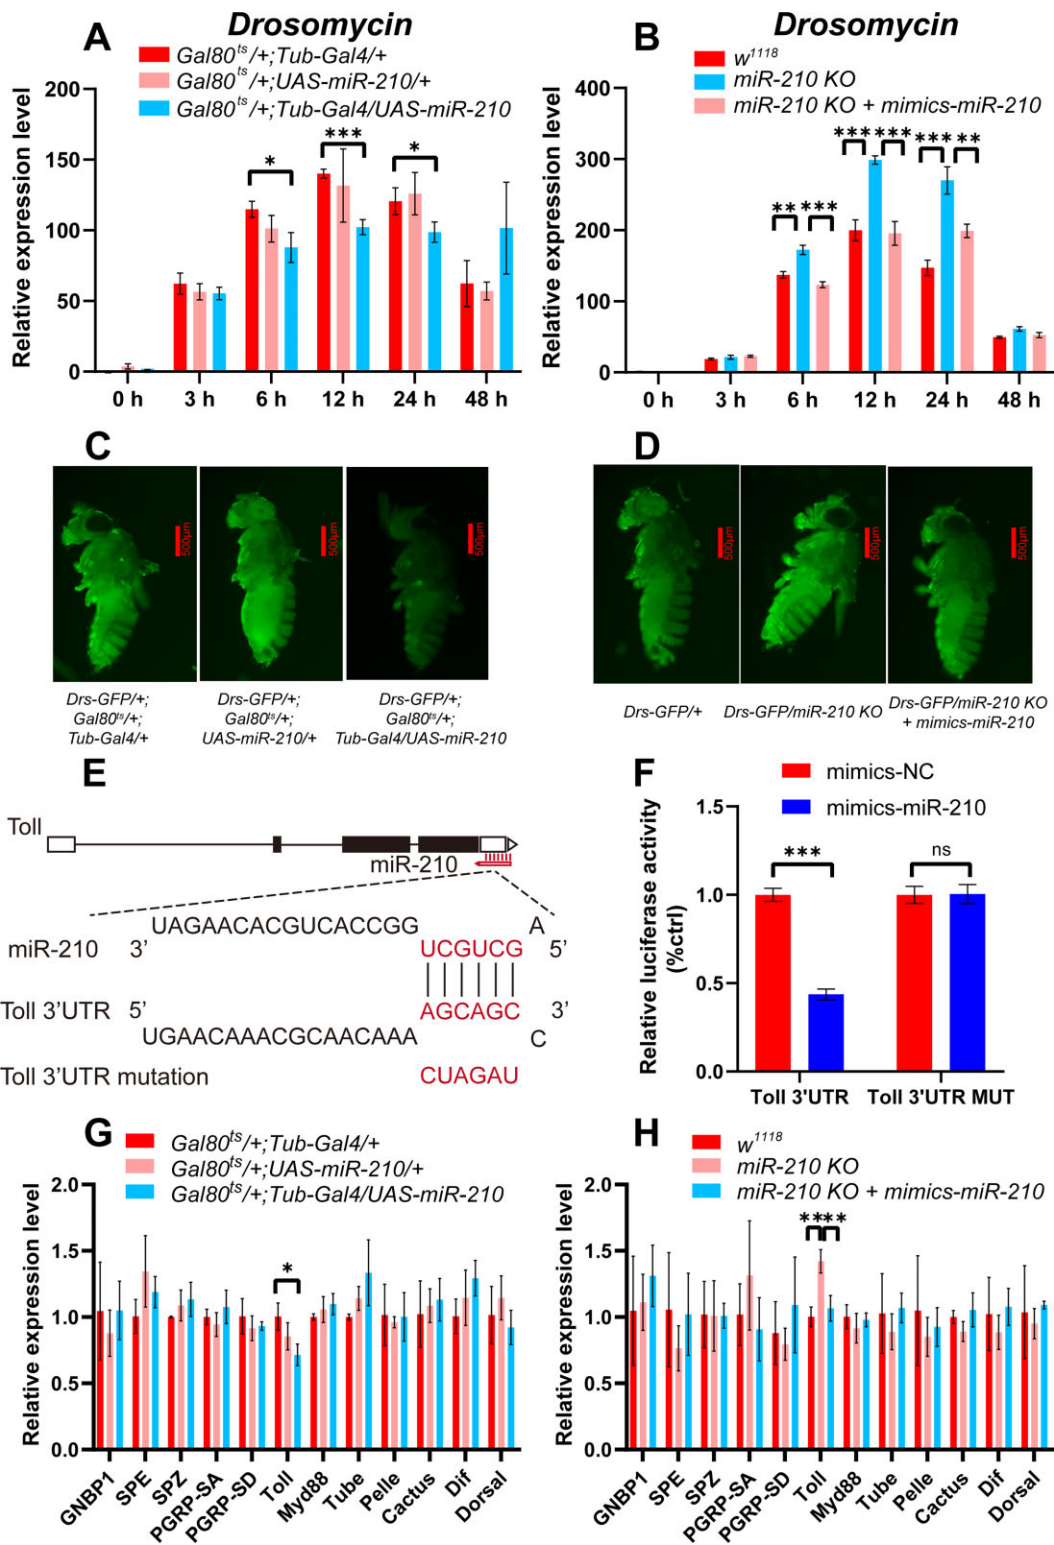 A
Drosomycin
Gal80ts/+;Tub-Gal4/+
Gal80ts/+;UAS-miR-210/+
Gal80ts/+;Tub-Gal4/UAS-miR-210
Relative expression level
200
150
100
50
0
*
***
*
0 h 3 h 6 h 12 h 24 h 48 h
B
Drosomycin
w1118
miR-210 KO
miR-210 KO + mimics-miR-210
Relative expression level
400
300
200
100
0
** ***
*** ***
*** **
0 h 3 h 6 h 12 h 24 h 48 h
C
500μm
500μm
500μm
Drs-GFP/+;
Gal80ts/+;
Tub-Gal4/+
Drs-GFP/+;
Gal80ts/+;
UAS-miR-210/+
Drs-GFP/+;
Gal80ts/+;
Tub-Gal4/UAS-miR-210
D
500μm
500μm
500μm
Drs-GFP/+
Drs-GFP/miR-210 KO
Drs-GFP/miR-210 KO
+ mimics-miR-210
E
Toll
miR-210
UAGAACACGUCACCGG A
miR-210 3’ UCGUCG 5’
Toll 3’UTR 5’ AGCAGC 3’
UGAACAAACGCAACAAA C
Toll 3’UTR mutation CUAGAU
F
mimics-NC
mimics-miR-210
Relative luciferase activity
(%ctrl)
1.5
1.0
0.5
0.0
***
ns
Toll 3'UTR Toll 3'UTR MUT
G
Gal80ts/+;Tub-Gal4/+
Gal80ts/+;UAS-miR-210/+
Gal80ts/+;Tub-Gal4/UAS-miR-210
Relative expression level
2.0
1.5
1.0
0.5
0.0
*
GNBP1 SPE SPZ PGRP-SA PGRP-SD Toll Myd88 Tube Pelle Cactus Dif Dorsal
H
w1118
miR-210 KO
miR-210 KO + mimics-miR-210
Relative expression level
2.0
1.5
1.0
0.5
0.0
** **
GNBP1 SPE SPZ PGRP-SA PGRP-SD Toll Myd88 Tube Pelle Cactus Dif Dorsal